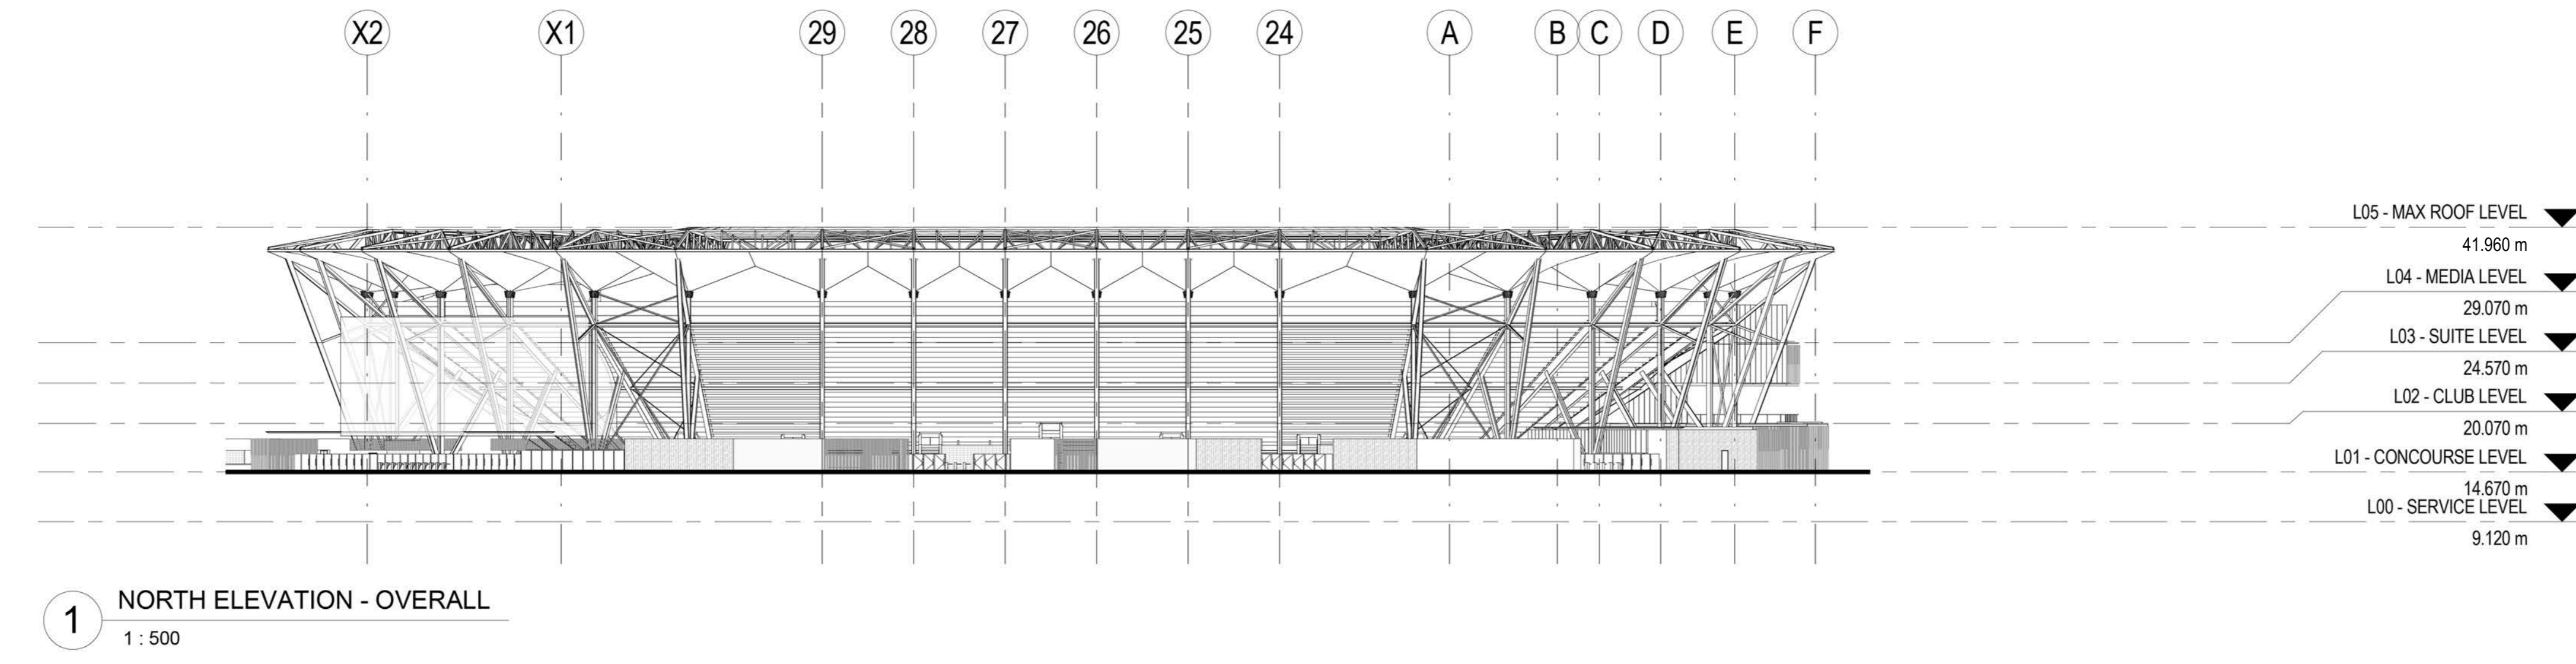 X2 X1 29 28 27 26 25 24 A B C D E F
L05 - MAX ROOF LEVEL
41.960 m
L04 - MEDIA LEVEL
29.070 m
L03 - SUITE LEVEL
24.570 m
L02 - CLUB LEVEL
20.070 m
L01 - CONCOURSE LEVEL
14.670 m
L00 - SERVICE LEVEL
9.120 m
1 NORTH ELEVATION - OVERALL
1 : 500